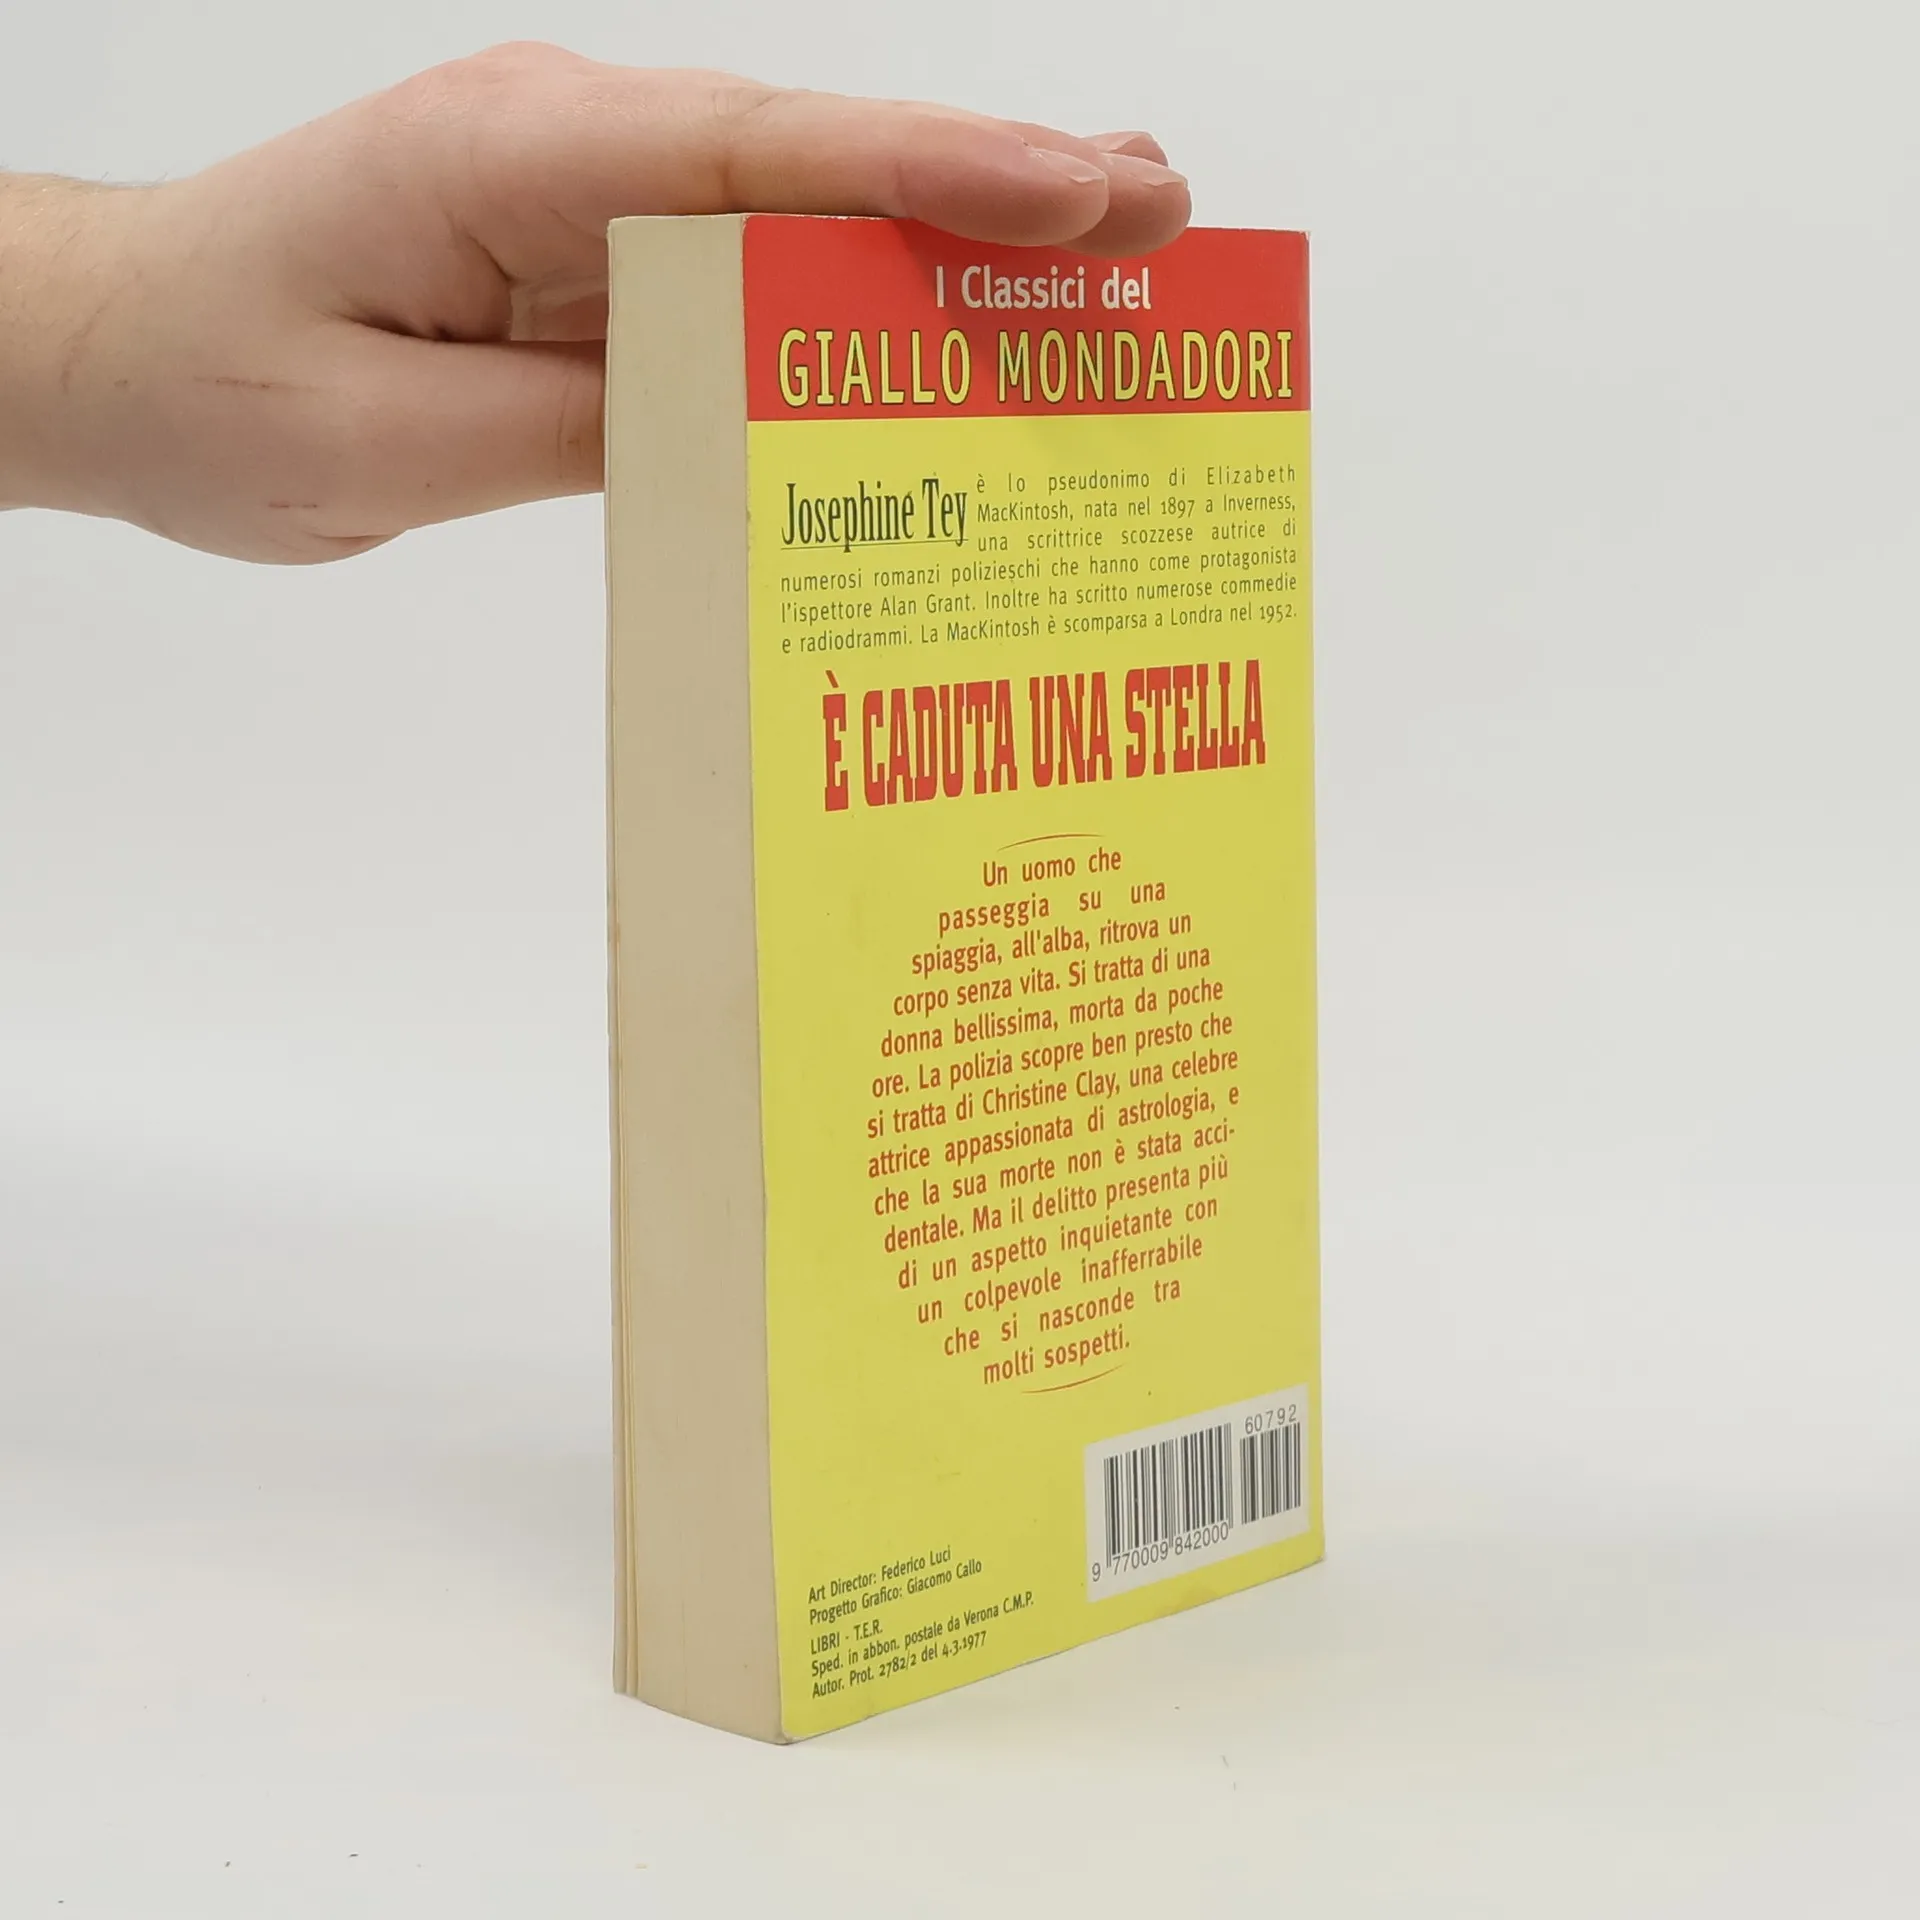 I Classici del
GIALLO MONDADORI
Josephine Tey è lo pseudonimo di Elizabeth
MacKintosh, nata nel 1897 a Inverness,
una scrittrice scozzese autrice di
numerosi romanzi polizieschi che hanno come protagonista
l'ispettore Alan Grant. Inoltre ha scritto numerose commedie
e radiodrammi. La MacKintosh è scomparsa a Londra nel 1952.
È CADUTA UNA STELLA
Un uomo che
passeggia su una
spiaggia, all'alba, ritrova un
corpo senza vita. Si tratta di una
donna bellissima, morta da poche
ore. La polizia scopre ben presto che
si tratta di Christine Clay, una celebre
attrice appassionata di astrologia, e
che la sua morte non è stata acci-
dentale. Ma il delitto presenta più
di un aspetto inquietante con
un colpevole inafferrabile
che si nasconde tra
molti sospetti.
60792
9 770009 842000
Art Director: Federico Luci
Progetto Grafico: Giacomo Callo
LIBRI - T.E.R.
Sped. in abbon. postale da Verona C.M.P.
Autor. Prot. 2782/2 del 4.3.1977